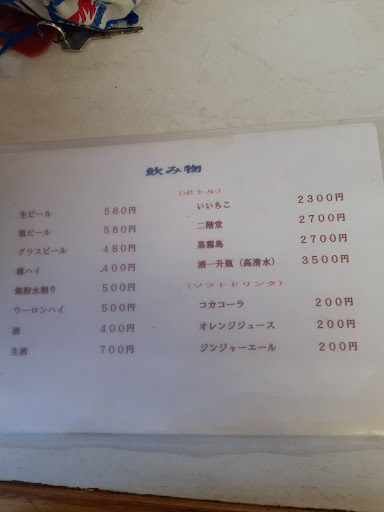 飲み物
生ビール 580円
瓶ビール 580円
グラスビール 480円
酎ハイ 400円
焼酎水割り 500円
ウーロンハイ 500円
酒 400円
生酒 700円
(ボトル)
いいちこ 2300円
二階堂 2700円
黒霧島 2700円
酒一升瓶(高清水) 3500円
(ソフトドリンク)
コカコーラ 200円
オレンジジュース 200円
ジンジャーエール 200円